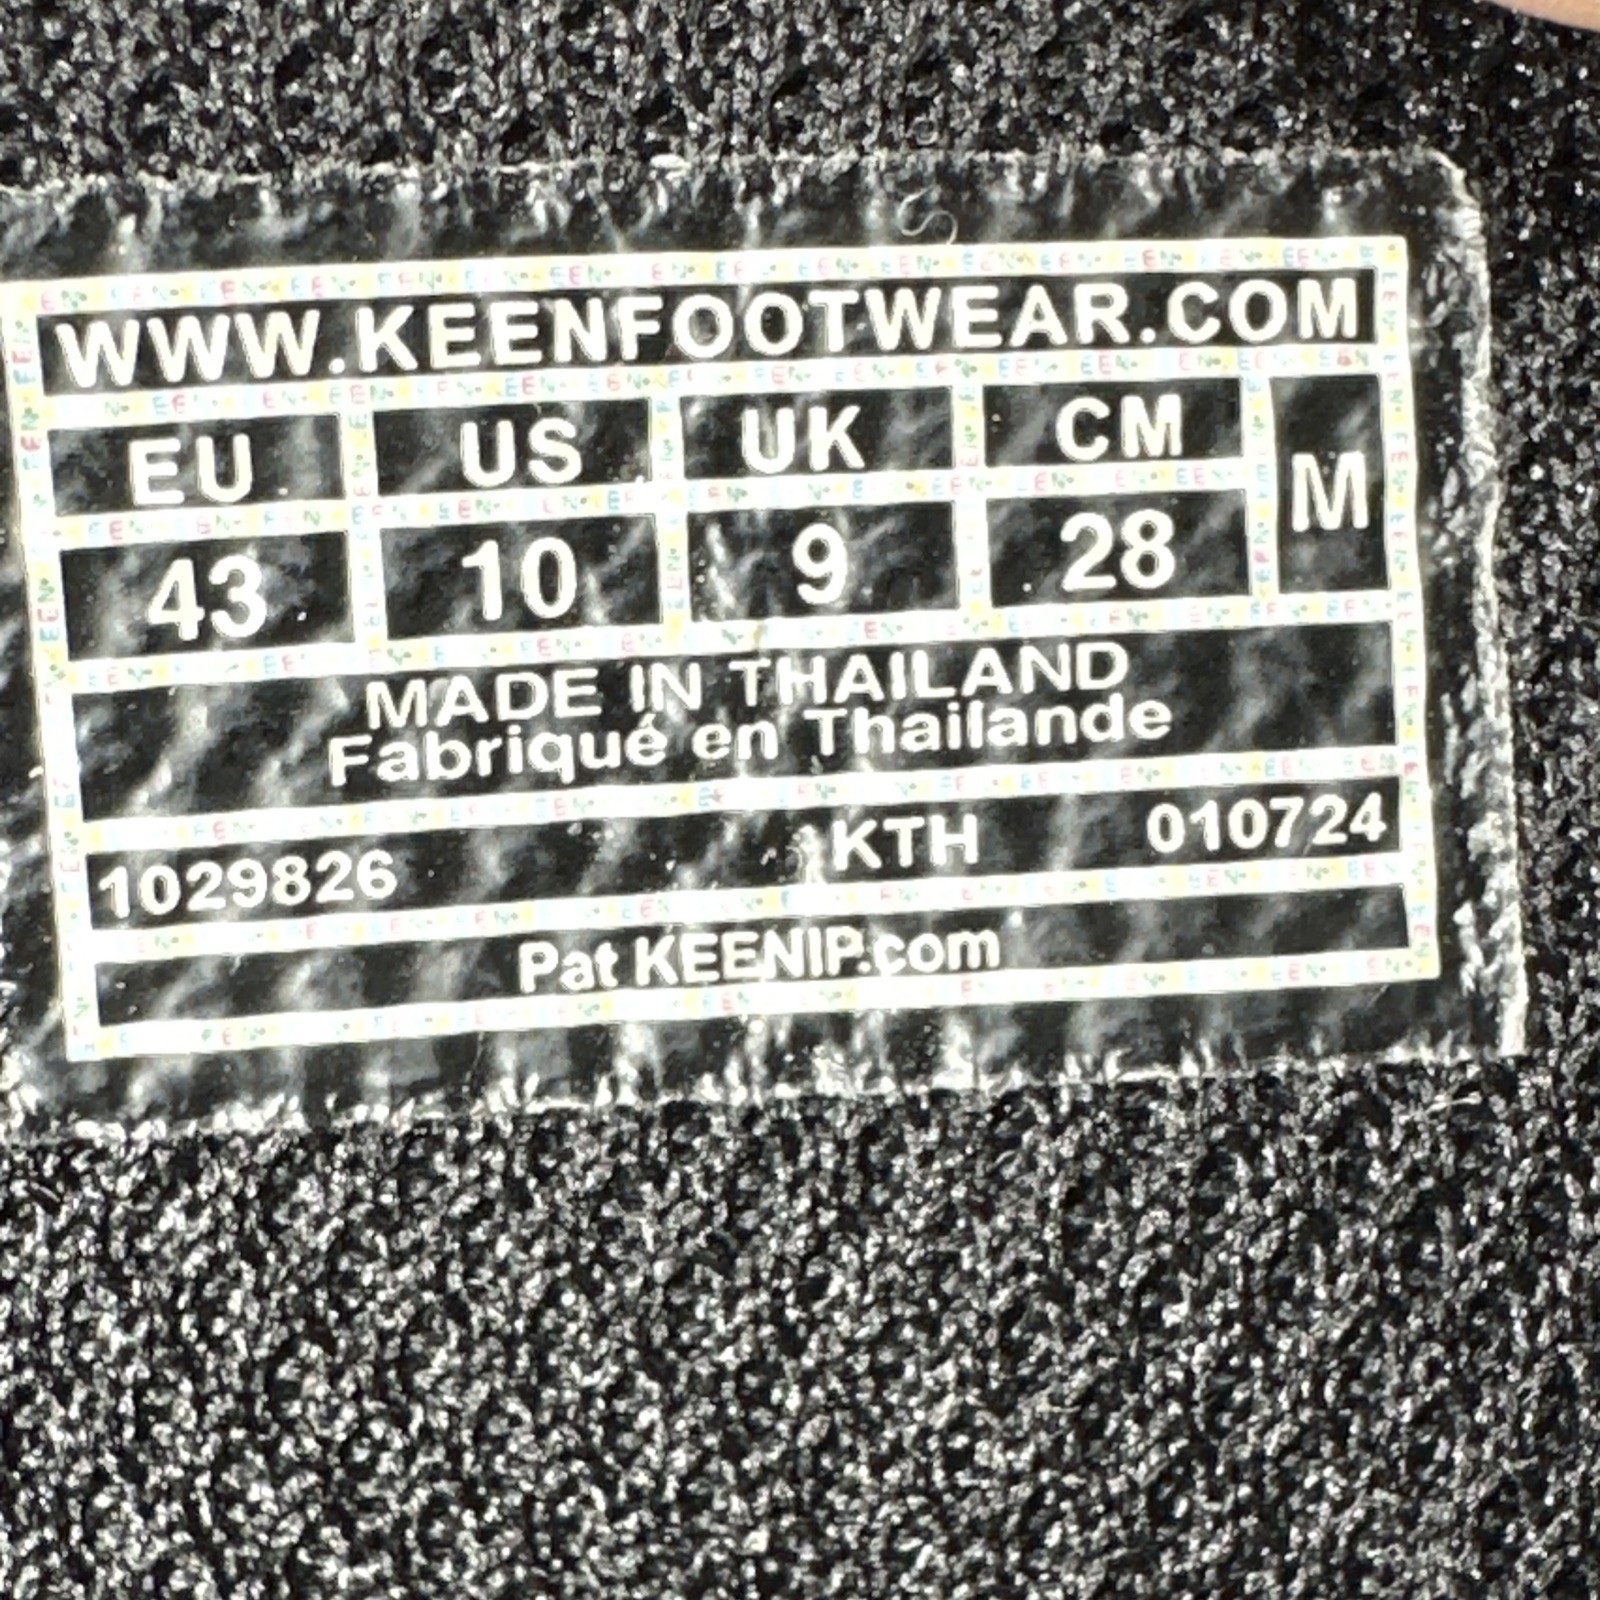 WWW.KEENFOOTWEAR.COM
EU US UK CM M
43 10 9 28
MADE IN THAILAND
Fabriqué en Thailande
1029826 KTH 010724
Pat KEENIP.com